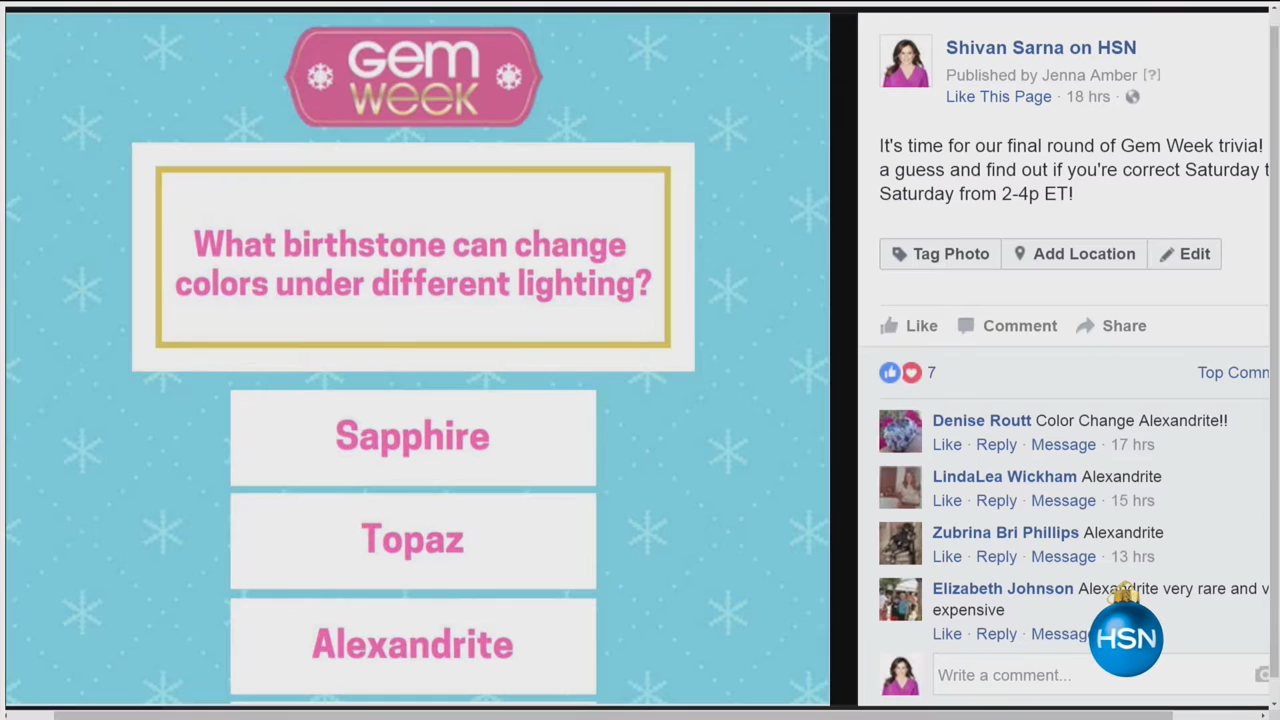 Gem
WEEK
What birthstone can change
colors under different lighting?
Sapphire
Topaz
Alexandrite
Shivan Sarna on HSN
Published by Jenna Amber [?]
Like This Page · 18 hrs ·
It's time for our final round of Gem Week trivia!
a guess and find out if you're correct Saturday t
Saturday from 2-4p ET!
Tag Photo
Add Location
Edit
Like
Comment
Share
7
Top Comm
Denise Routt Color Change Alexandrite!!
Like · Reply · Message · 17 hrs
LindaLea Wickham Alexandrite
Like · Reply · Message · 15 hrs
Zubrina Bri Phillips Alexandrite
Like · Reply · Message · 13 hrs
Elizabeth Johnson Alexandrite very rare and v
expensive
Like · Reply · Message
HSN
Write a comment...